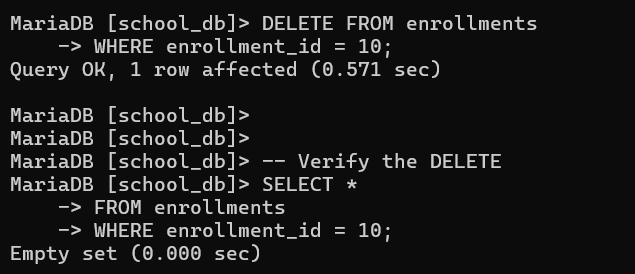 MariaDB [school_db]> DELETE FROM enrollments
    -> WHERE enrollment_id = 10;
Query OK, 1 row affected (0.571 sec)

MariaDB [school_db]>
MariaDB [school_db]>
MariaDB [school_db]> -- Verify the DELETE
MariaDB [school_db]> SELECT *
    -> FROM enrollments
    -> WHERE enrollment_id = 10;
Empty set (0.000 sec)